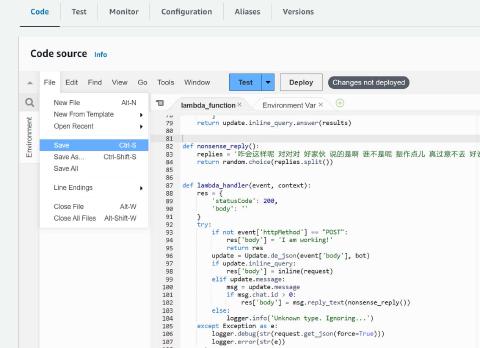 Code Test Monitor Configuration Aliases Versions
Code source Info
File Edit Find View Go Tools Window Test Deploy Changes not deployed
New File Alt-N
New From Template
Open Recent
Save Ctrl-S
Save As... Ctrl-Shift-S
Save All
Line Endings
Close File Alt-W
Close All Files Alt-Shift-W
Environment
lambda_function × Environment Var ×
79 return update.inline_query.answer(results)
80
81
82 def nonsense_reply():
83 replies = '咋会这样呢 对对对 好家伙 说的是啊 谁不是呢 振作点儿 真过意不去
84 return random.choice(replies.split())
85
86
87 def lambda_handler(event, context):
88 res = {
89 'statusCode': 200,
90 'body': ''
91 }
92 try:
93 if not event['httpMethod'] == "POST":
94 res['body'] = 'I am working!'
95 return res
96 update = Update.de_json(event['body'], bot)
97 if update.inline_query:
98 res['body'] = inline(request)
99 elif update.message:
100 msg = update.message
101 if msg.chat.id > 0:
102 res['body'] = msg.reply_text(nonsense_reply())
103 else:
104 logger.info('Unknown type. Ignoring...')
105 except Exception as e:
106 logger.debug(str(request.get_json(force=True)))
107 logger.error(str(e))